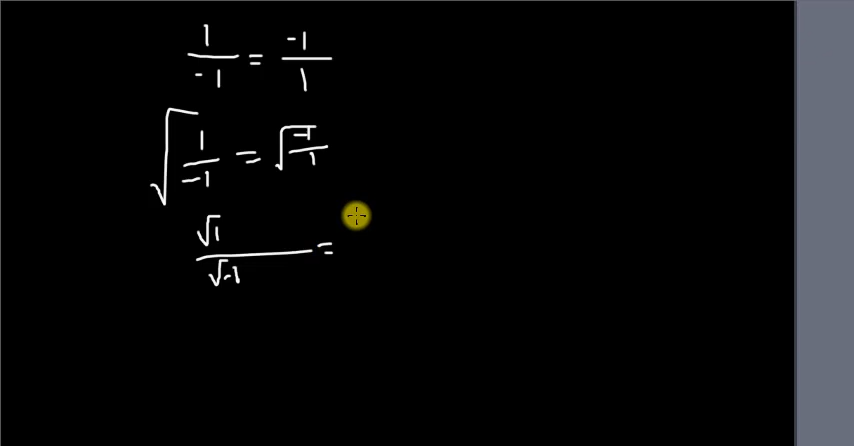 1/-1 = -1/1
√(1/-1) = √(-1/1)
√1/√-1 =